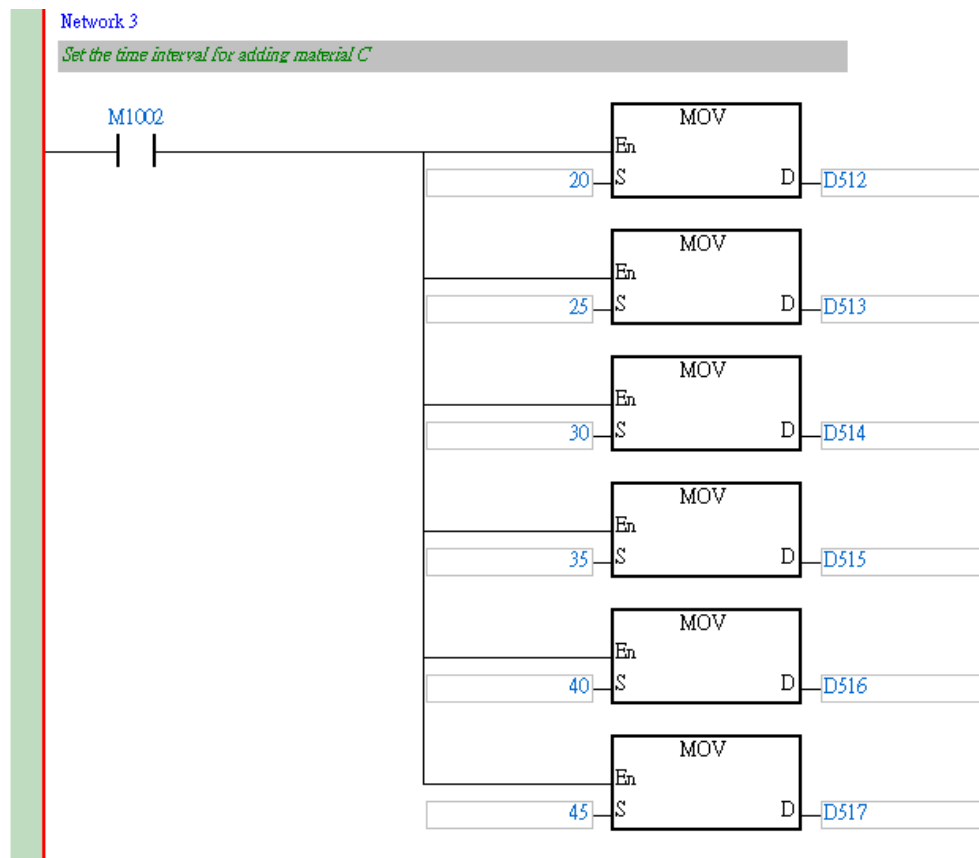 Network 3
Set the time interval for adding material C
M1002
MOV
En
20 S D D512
MOV
En
25 S D D513
MOV
En
30 S D D514
MOV
En
35 S D D515
MOV
En
40 S D D516
MOV
En
45 S D D517